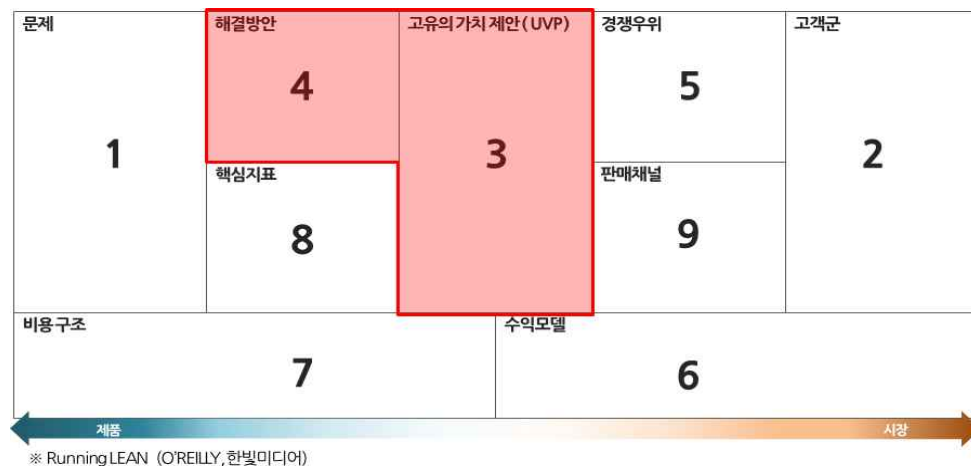 문제
1
해결방안
4
고유의 가치 제안 ( UVP)
3
경쟁우위
5
고객군
2
핵심지표
8
판매채널
9
비용구조
7
수익모델
6
제품
시장
※ Running LEAN (O'REILLY, 한빛미디어)